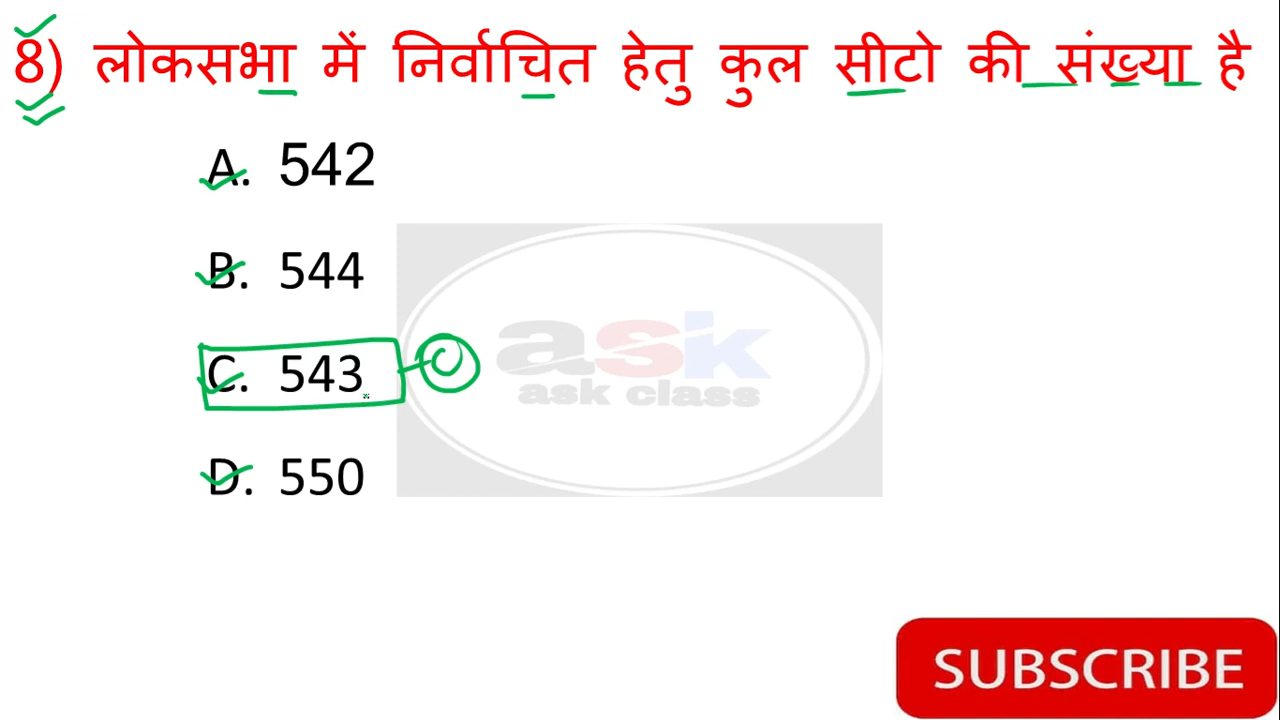 8) लोकसभा में निर्वाचित हेतु कुल सीटो की संख्या है
A. 542
B. 544
C. 543
D. 550
ask
ask class
SUBSCRIBE